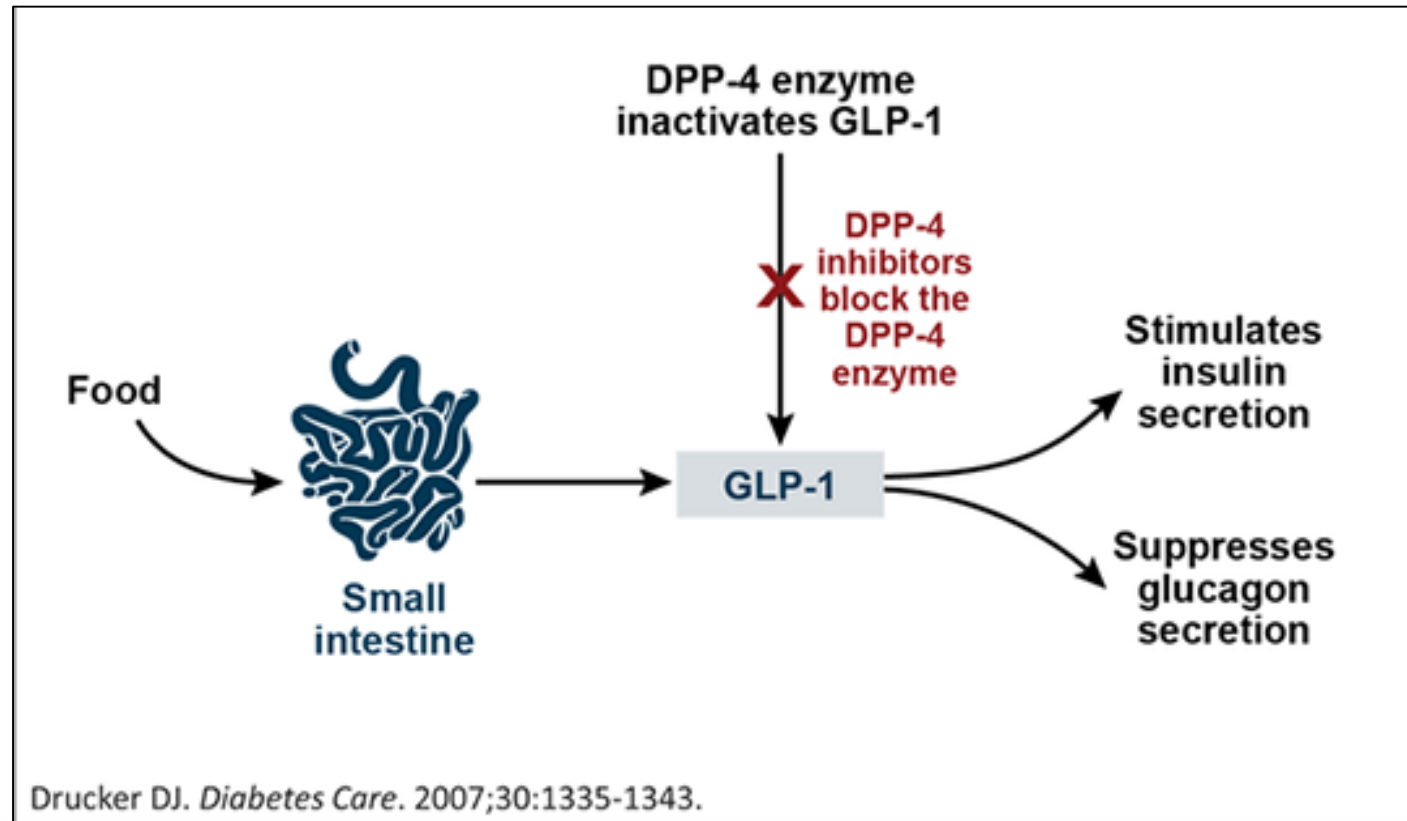 DPP-4 enzyme
inactivates GLP-1
DPP-4
inhibitors
block the
DPP-4
enzyme
X
Food
Small
intestine
GLP-1
Stimulates
insulin
secretion
Suppresses
glucagon
secretion
Drucker DJ. Diabetes Care. 2007;30:1335-1343.